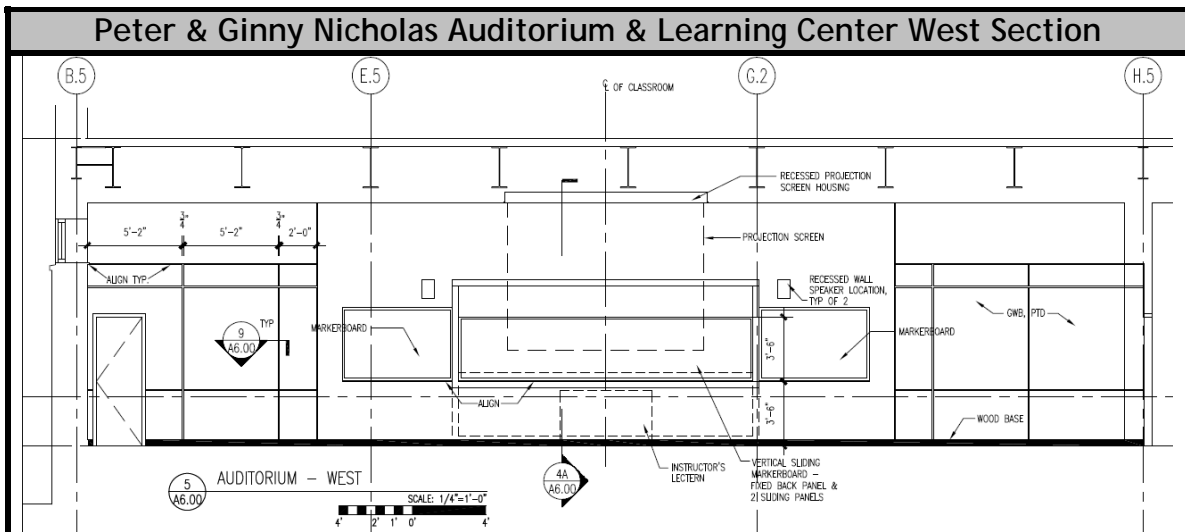 Peter & Ginny Nicholas Auditorium & Learning Center West Section
B.5
E.5
G.2
H.5
℄ OF CLASSROOM
RECESSED PROJECTION
SCREEN HOUSING
5'-2"
3/4"
5'-2"
3/4"
2'-0"
PROJECTION SCREEN
ALIGN TYP.
RECESSED WALL
SPEAKER LOCATION,
TYP OF 2
GWB, PTD
9
A6.00
TYP
MARKERBOARD
3'-6"
MARKERBOARD
ALIGN
3'-6"
WOOD BASE
INSTRUCTOR'S
LECTERN
VERTICAL SLIDING
MARKERBOARD –
FIXED BACK PANEL &
2 SLIDING PANELS
4A
A6.00
5
A6.00
AUDITORIUM – WEST
SCALE: 1/4"=1'-0"
4' 2' 1' 0' 4'